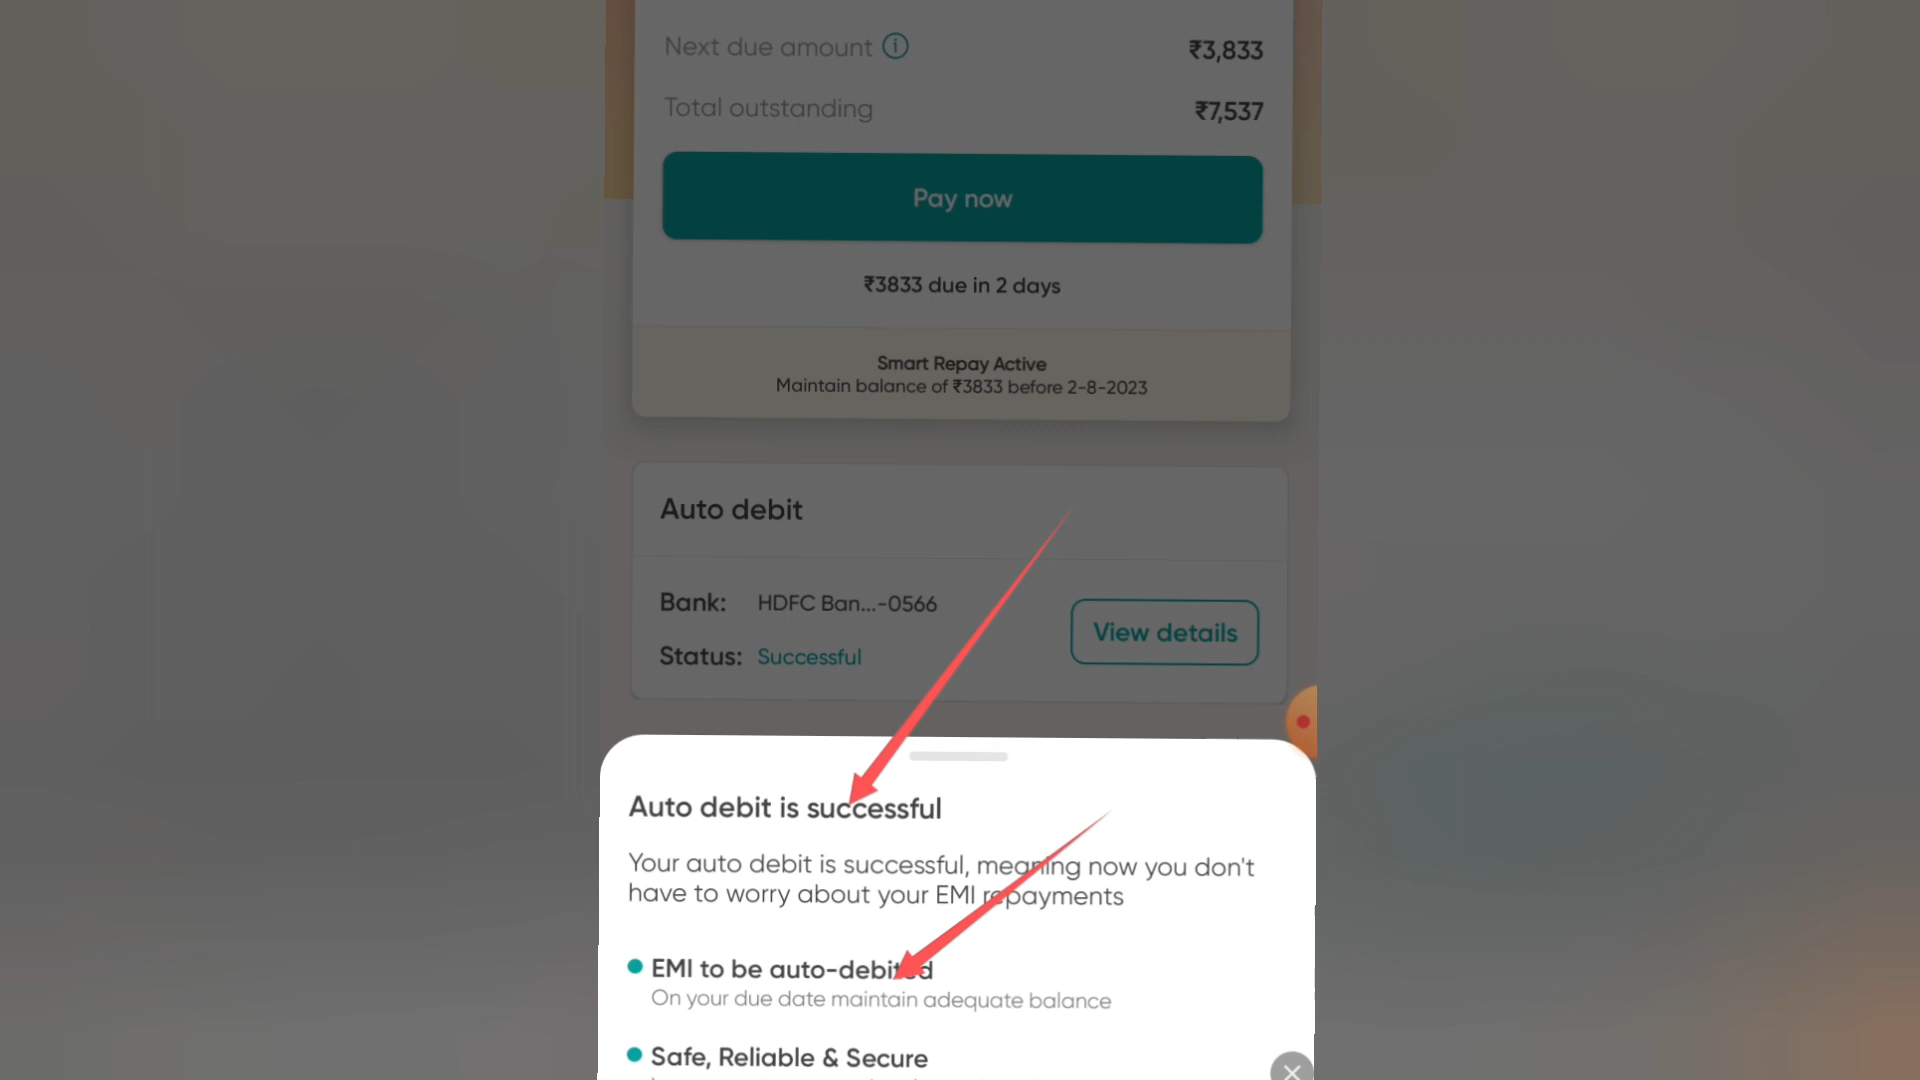 Next due amount
₹3,833
Total outstanding
₹7,537
Pay now
₹3833 due in 2 days
Smart Repay Active
Maintain balance of ₹3833 before 2-8-2023
Auto debit
Bank: HDFC Ban...-0566
View details
Status: Successful
Auto debit is successful
Your auto debit is successful, meaning now you don't
have to worry about your EMI repayments
EMI to be auto-debited
On your due date maintain adequate balance
Safe, Reliable & Secure